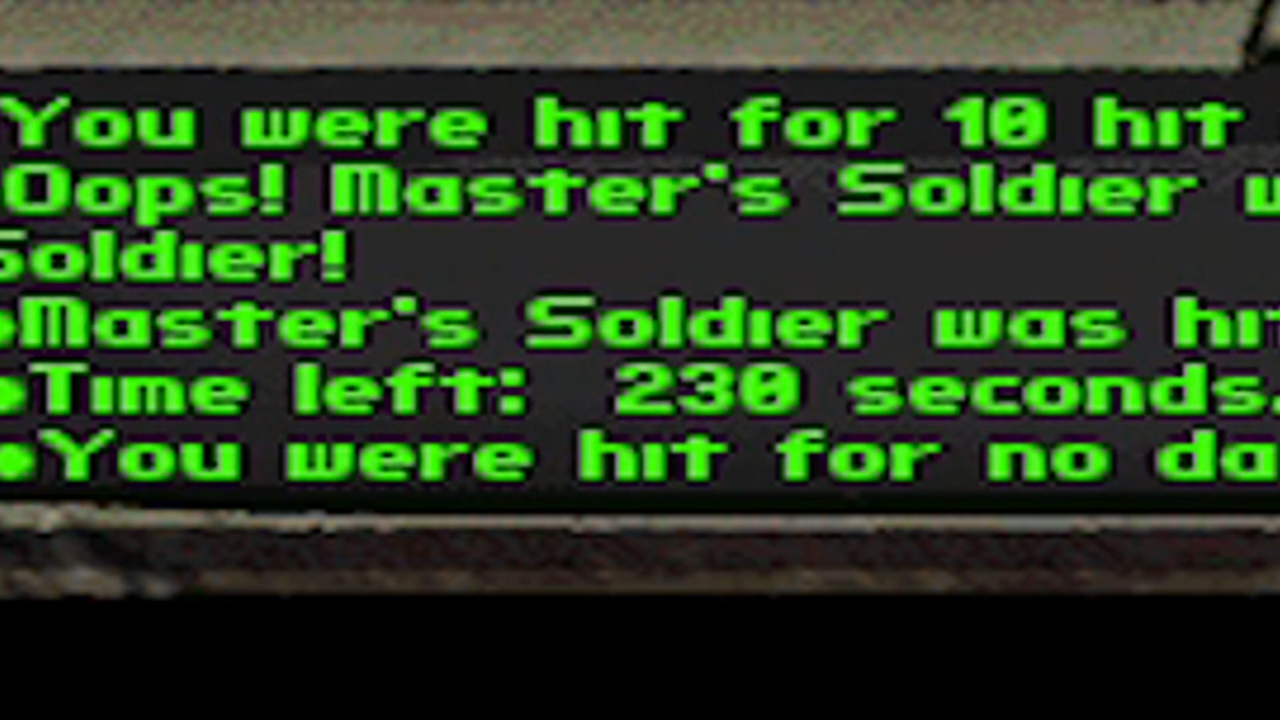 You were hit for 10 hit
Oops! Master's Soldier w
Soldier!
●Master's Soldier was hit
●Time left: 230 seconds.
●You were hit for no da